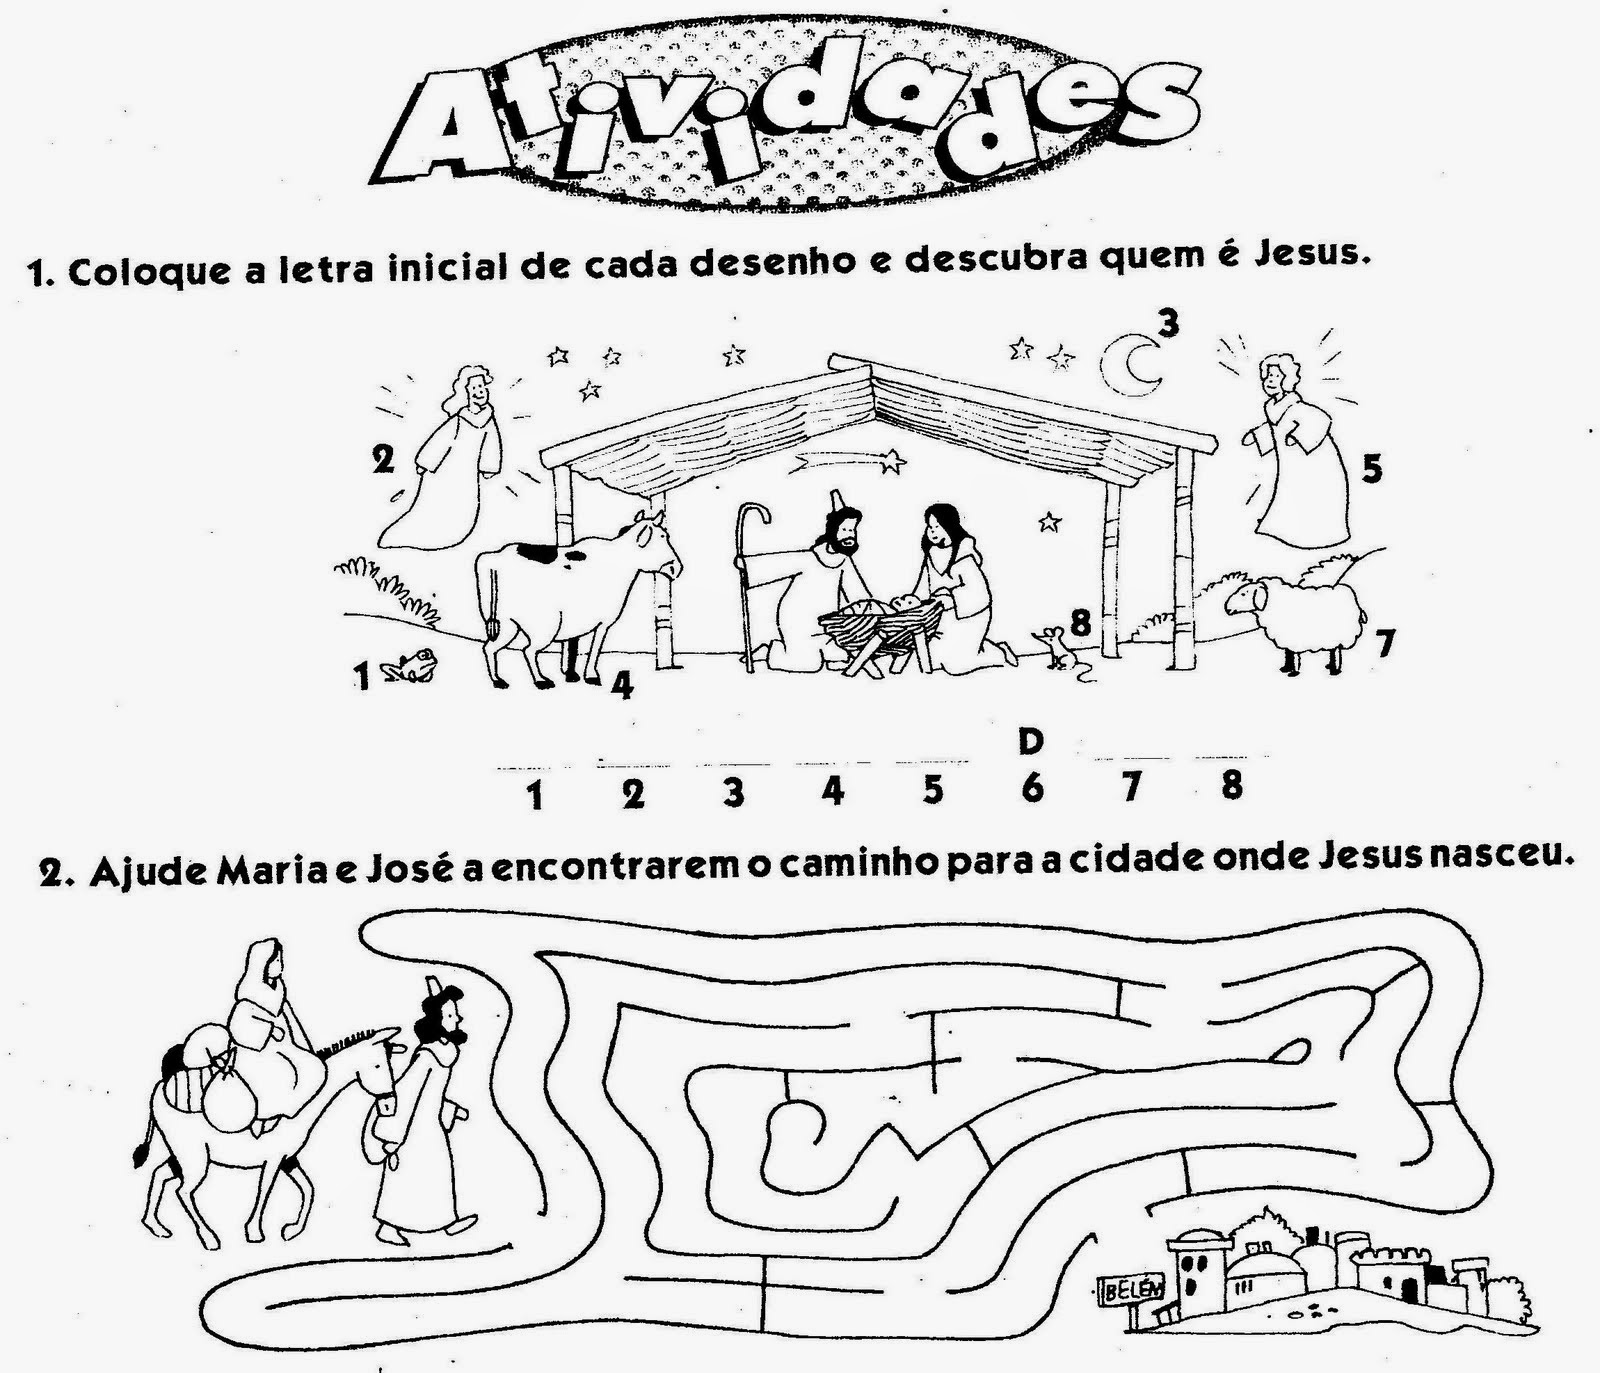 Atividades
1. Coloque a letra inicial de cada desenho e descubra quem é Jesus.
3
2
5
8
7
1
4
D
1 2 3 4 5 6 7 8
2. Ajude Maria e José a encontrarem o caminho para a cidade onde Jesus nasceu.
BELÉM